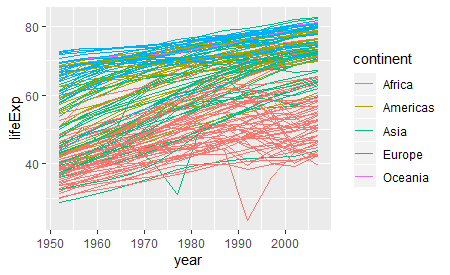 80
60
40
lifeExp
1950
1960
1970
1980
1990
2000
year
continent
Africa
Americas
Asia
Europe
Oceania